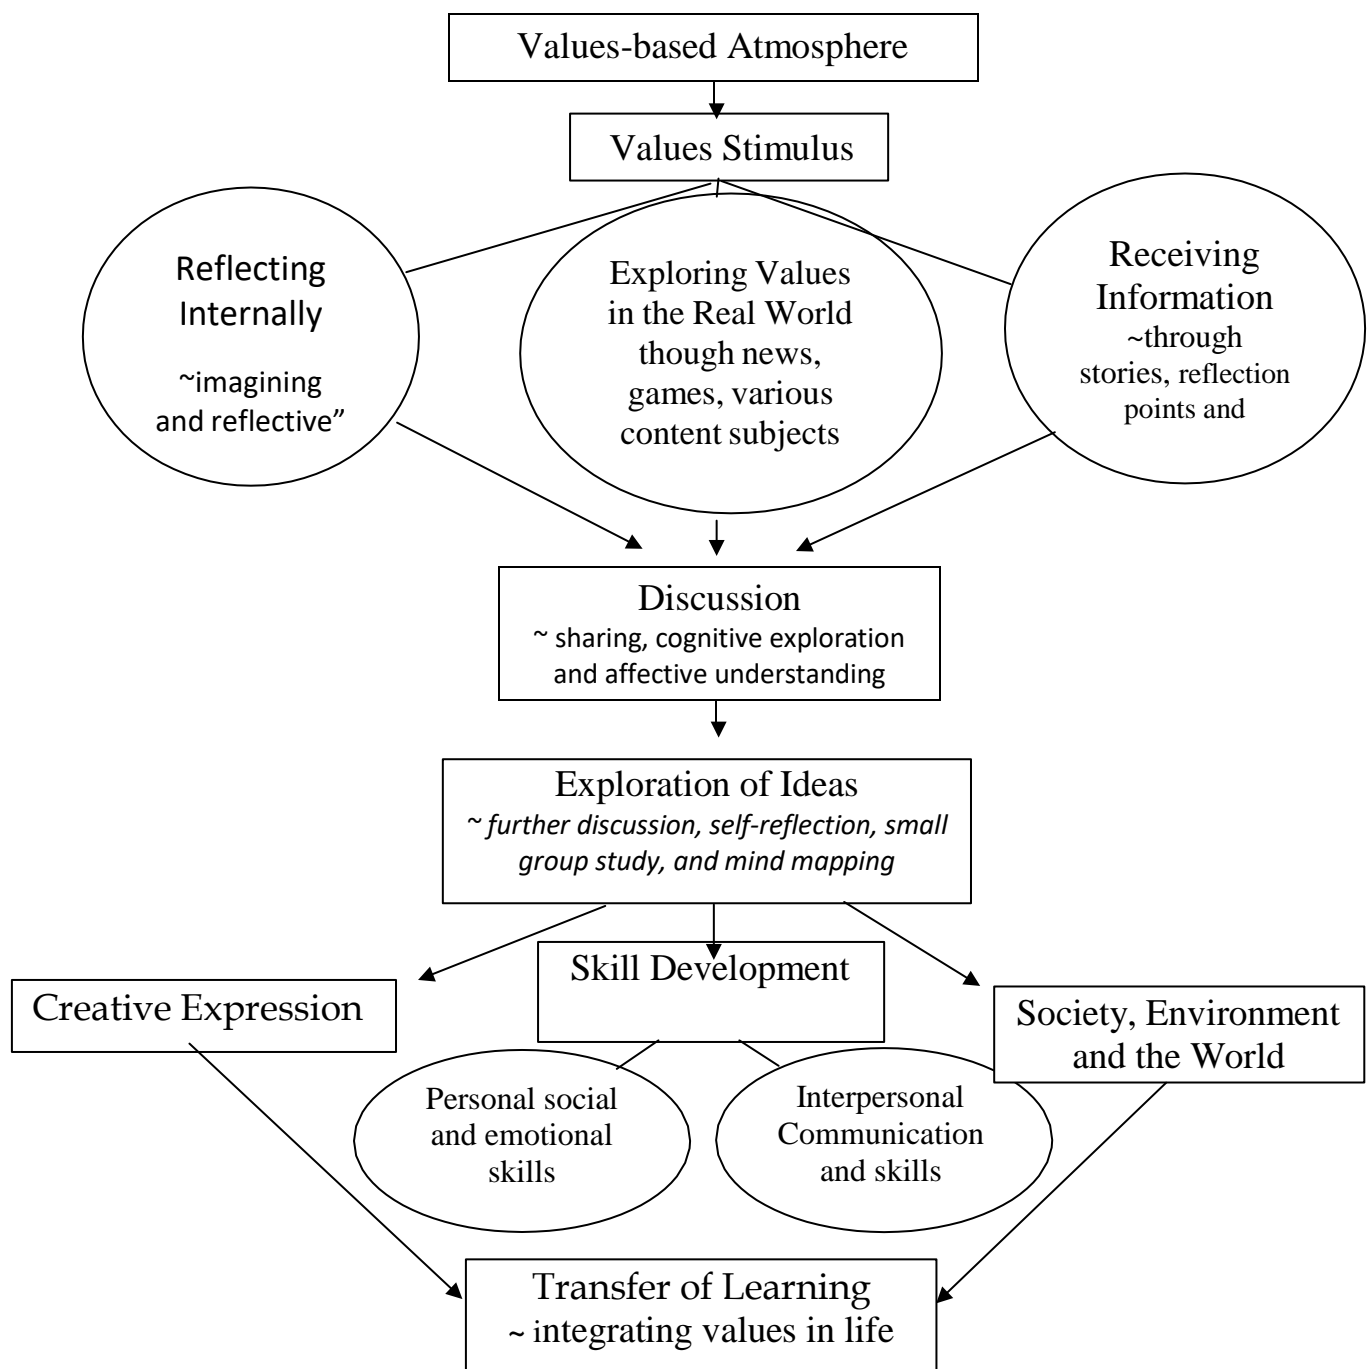 Values-based Atmosphere
Values Stimulus
Reflecting
Internally
~imagining
and reflective”
Exploring Values
in the Real World
though news,
games, various
content subjects
Receiving
Information
~through
stories, reflection
points and
Discussion
~ sharing, cognitive exploration
and affective understanding
Exploration of Ideas
~ further discussion, self-reflection, small
group study, and mind mapping
Creative Expression
Skill Development
Society, Environment
and the World
Personal social
and emotional
skills
Interpersonal
Communication
and skills
Transfer of Learning
~ integrating values in life